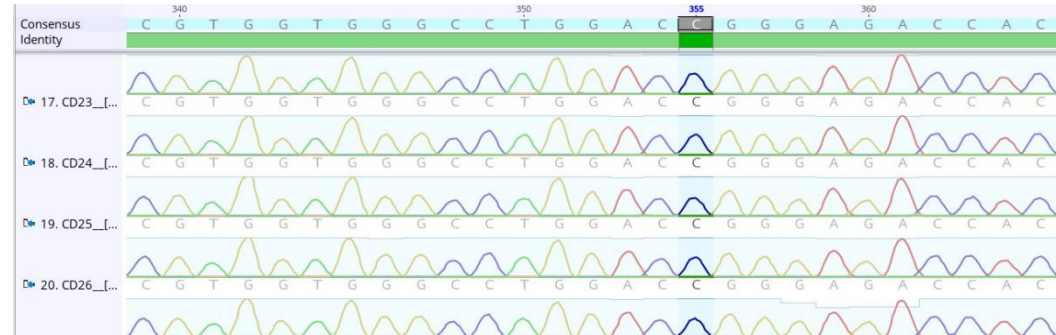 340 350 355 360
Consensus C G T G G T G G G C C T G G A C C G G G A G A C C A C
Identity
17. CD23__[... C G T G G T G G G C C T G G A C C G G G A G A C C A C
18. CD24__[... C G T G G T G G G C C T G G A C C G G G A G A C C A C
19. CD25__[... C G T G G T G G G C C T G G A C C G G G A G A C C A C
20. CD26__[... C G T G G T G G G C C T G G A C C G G G A G A C C A C